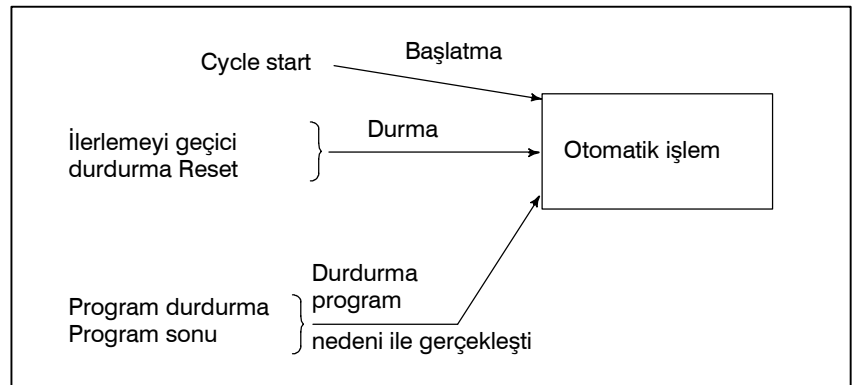 Cycle start
Başlatma
İlerlemeyi geçici
durdurma Reset
Durma
Otomatik işlem
Program durdurma
Program sonu
Durdurma
program
nedeni ile gerçekleşti